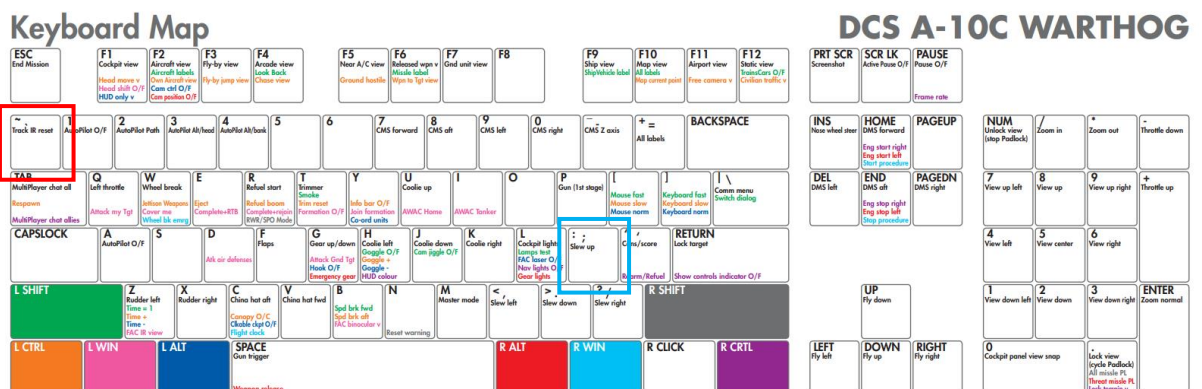 Keyboard Map
DCS A-10C WARTHOG
ESC
End Mission
F1
Cockpit view
Head move v
Head shift O/F
HUD only v
F2
Aircraft view
Aircraft labels
Own Aircraft view
Cam ctrl O/F
Cam position O/F
F3
Fly-by view
Fly-by jump view
F4
Arcade view
Look Back
Chase view
F5
Near A/C view
Ground hostile
F6
Released wpn v
Missle label
Wpn to Tgt view
F7
Gnd unit view
F8
F9
Ship view
ShipVehicle label
F10
Map view
All labels
Map current point
F11
Airport view
Free camera v
F12
Static view
TrainsCars O/F
Civilian traffic v
PRT SCR
Screenshot
SCR LK
Active Pause O/F
PAUSE
Pause O/F
Frame rate
~ `
Track IR reset
1
AutoPilot O/F
2
AutoPilot Path
3
AutoPilot Alt/head
4
AutoPilot Alt/bank
5
6
7
CMS forward
8
CMS aft
9
CMS left
0
CMS right
_ -
CMS Z axis
+ =
All labels
BACKSPACE
INS
Nose wheel steer
HOME
DMS forward
Eng start right
Eng start left
Start procedure
PAGEUP
NUM
Unlock view
(stop Padlock)
/
Zoom in
*
Zoom out
-
Throttle down
TAB
MultiPlayer chat all
Respawn
MultiPlayer chat allies
Q
Left throttle
Attack my Tgt
W
Wheel break
Jettison Weapons
Cover me
Wheel bk emrg
E
Eject
Complete+RTB
R
Refuel start
Refuel boom
Complete+rejoin
RWR/SPO Mode
T
Trimmer
Smoke
Trim reset
Formation O/F
Y
Info bar O/F
Join formation
Co-ord units
U
Coolie up
AWAC Home
I
AWAC Tanker
O
P
Gun (1st stage)
[
Mouse fast
Mouse slow
Mouse norm
]
Keyboard fast
Keyboard slow
Keyboard norm
| \
Comm menu
Switch dialog
DEL
DMS left
END
DMS aft
Eng stop right
Eng stop left
Stop procedure
PAGEDN
DMS right
7
View up left
8
View up
9
View up right
+
Throttle up
CAPSLOCK
A
AutoPilot O/F
S
D
Atk air defenses
F
Flaps
G
Gear up/down
Attack Gnd Tgt
Hook O/F
Emergency gear
H
Coolie left
Goggle O/F
Goggle +
Goggle -
HUD colour
J
Coolie down
Cam jiggle O/F
K
Coolie right
L
Cockpit lights
Lamps test
FAC laser O/F
Nav lights O/F
Gear lights
: ;
Slew up
" '
/score
Rearm/Refuel
RETURN
Lock target
Show controls indicator O/F
4
View left
5
View center
6
View right
L SHIFT
Z
Rudder left
Time = 1
Time +
Time -
FAC IR view
X
Rudder right
C
China hat aft
Canopy O/C
Clkable ckpt O/F
Flight clock
V
China hat fwd
B
Spd brk fwd
Spd brk aft
FAC binocular v
N
Reset warning
M
Master mode
< ,
Slew left
> .
Slew down
? /
Slew right
R SHIFT
UP
Fly down
1
View down left
2
View down
3
View down right
ENTER
Zoom normal
L CTRL
L WIN
L ALT
SPACE
Gun trigger
Weapon release
R ALT
R WIN
R CLICK
R CRTL
LEFT
Fly left
DOWN
Fly up
RIGHT
Fly right
0
Cockpit panel view snap
.
Lock view
(cycle Padlock)
All missile PL
Threat missile PL